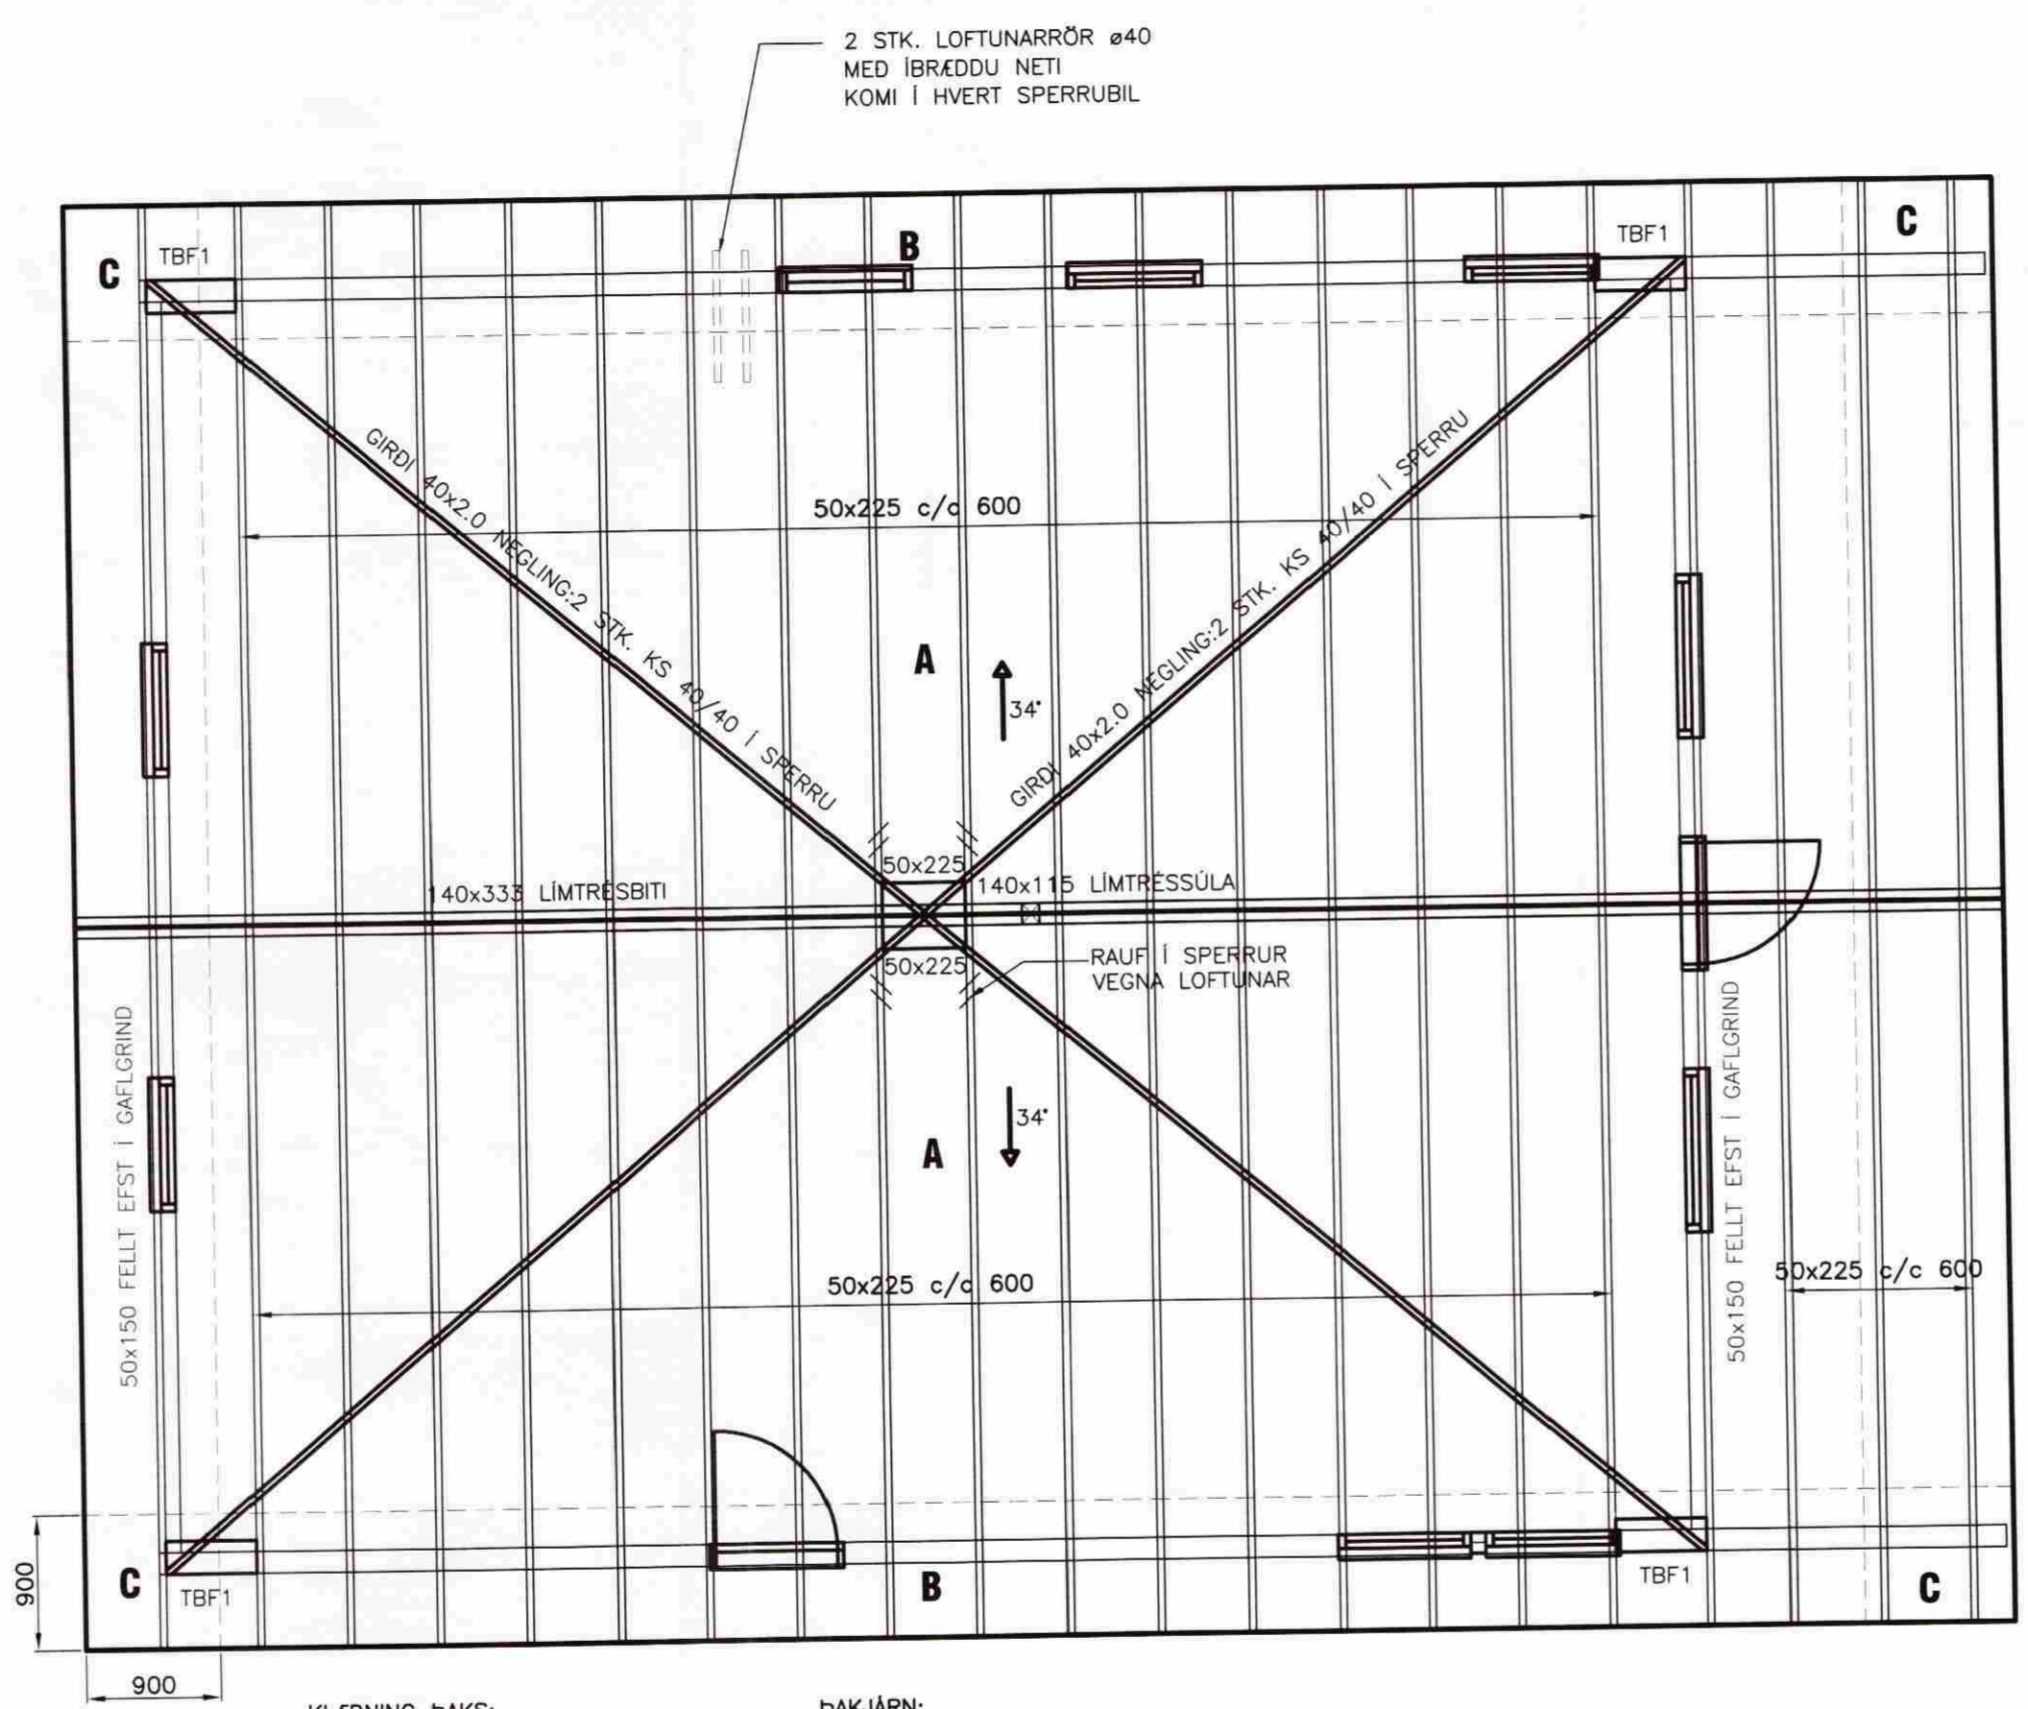 2 STK. LOFTUNARRÖR ø40
MEÐ ÍBRÆDDU NETI
KOMI Í HVERT SPERRUBIL
C
TBF1
B
TBF1
C
GIRÐI 40x2.0 NEGLING:2 STK. KS 40/40 Í SPERRU
50x225 c/c 600
GIRÐI 40x2.0 NEGLING:2 STK. KS 40/40 Í SPERRU
A
34°
50x225
140x333 LÍMTRÉSBITI
140x115 LÍMTRÉSSÚLA
50x225
RAUF Í SPERRUR
VEGNA LOFTUNAR
50x150 FELLT EFST Í GAFLGRIND
A
34°
50x150 FELLT EFST Í GAFLGRIND
50x225 c/c 600
50x225 c/c 600
900
C
TBF1
B
TBF1
C
900
KLÆÐNING ÞAKS:
ÞAKJÁRN: